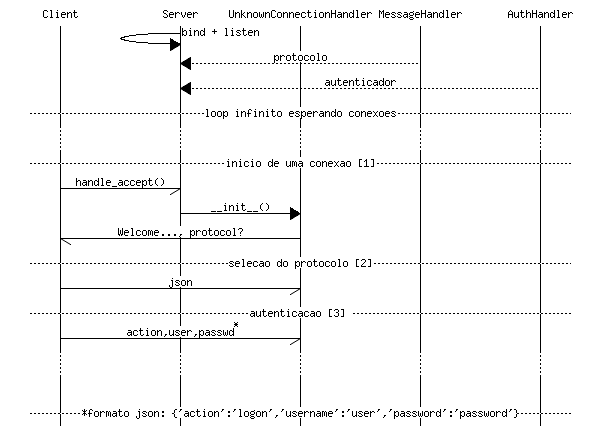 Client Server UnknownConnectionHandler MessageHandler AuthHandler
bind + listen
protocolo
autenticador
loop infinito esperando conexoes
inicio de uma conexao [1]
handle_accept()
__init__()
Welcome..., protocol?
selecao do protocolo [2]
json
autenticacao [3]
action,user,passwd*
*formato json: {'action':'logon','username':'user','password':'password'}